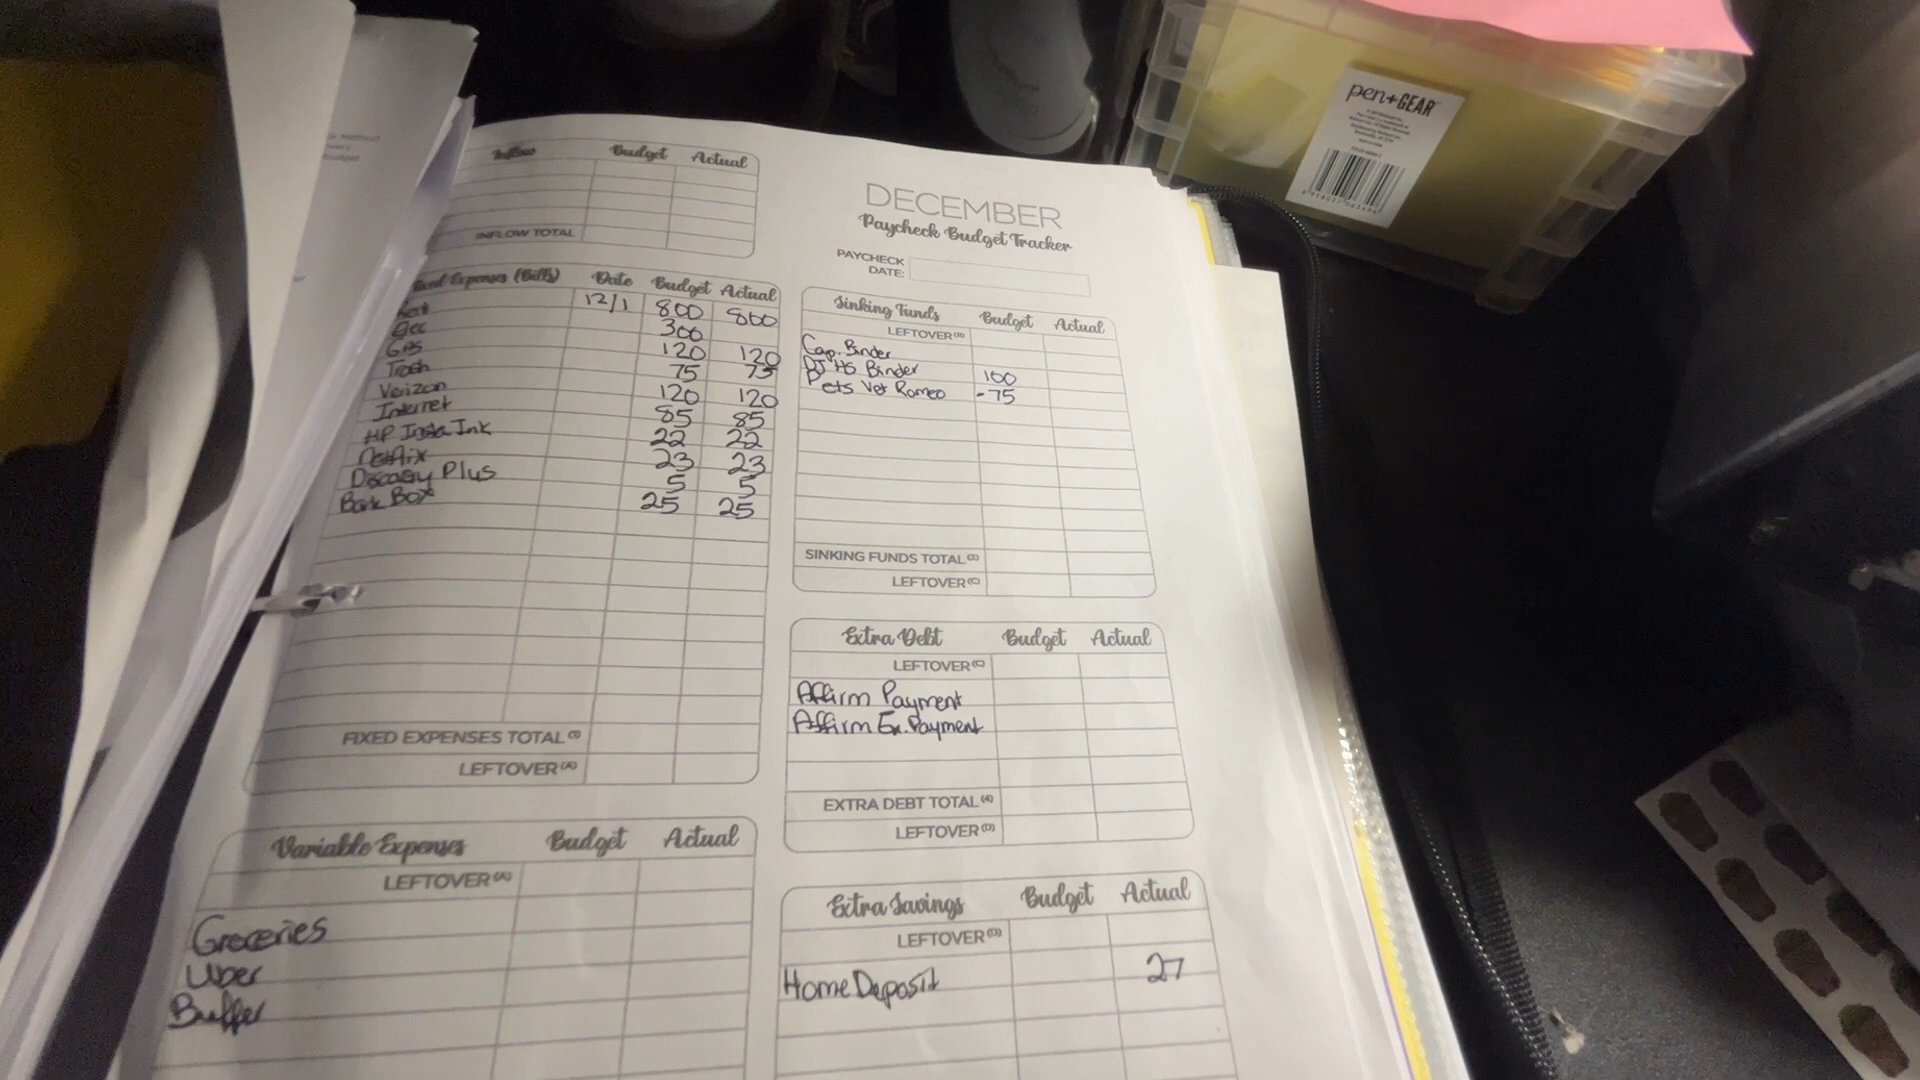 pen+GEAR
Inflow Budget Actual
INFLOW TOTAL
DECEMBER
Paycheck Budget Tracker
PAYCHECK
DATE:
Fixed Expenses (Bills) Date Budget Actual
Rent 12/1 800 800
Elec 300
Gas 120 120
Trash 75 75
Verizon 120 120
Internet 85 85
HP Insta Ink 22 22
Netflix 23 23
Plus 5 5
Bark Box 25 25
FIXED EXPENSES TOTAL
LEFTOVER (A)
Variable Expenses Budget Actual
LEFTOVER (A)
Groceries
Uber
Buffer
Sinking Funds Budget Actual
LEFTOVER (B)
Cap. Binder
DJ HS Binder 100
Pets Vet Romeo -75
SINKING FUNDS TOTAL (3)
LEFTOVER (C)
Extra Debt Budget Actual
LEFTOVER (C)
Affirm Payment
Affirm Ex. Payment
EXTRA DEBT TOTAL (4)
LEFTOVER (D)
Extra Savings Budget Actual
LEFTOVER (D)
Home Deposit 27